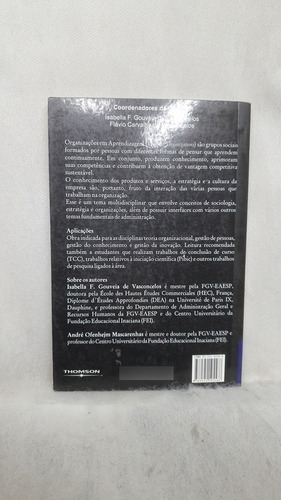 Coordenadores da
Isabella F. Gouveia de Vasconcelos
Flávio Carvalho
Organizações em Aprendizagem são grupos sociais
formados por pessoas com diferentes formas de pensar que aprendem
continuamente. Em conjunto, produzem conhecimento, aprimoram
suas competências e contribuem à obtenção de vantagem competitiva
sustentável.
O conhecimento dos produtos e serviços, a estratégia e a cultura da
empresa são, portanto, fruto da interação das várias pessoas que
trabalham na organização.
Esse é um tema multidisciplinar que envolve conceitos de sociologia,
estratégia e organizações, além de possuir interfaces com vários outros
temas fundamentais de administração.
Aplicações
Obra indicada para as disciplinas teoria organizacional, gestão de pessoas,
gestão do conhecimento e gestão da inovação. Leitura recomendada
também a estudantes que realizam trabalhos de conclusão de curso
(TCC), trabalhos relativos à iniciação científica (Pibic) e outros trabalhos
de pesquisa ligados à área.
Sobre os autores
Isabella F. Gouveia de Vasconcelos é mestre pela FGV-EAESP,
doutora pela École des Hautes Études Commerciales (HEC), França,
Diplome d'Études Approfondies (DEA) na Université de Paris IX,
Dauphine, e professora do Departamento de Administração Geral e
Recursos Humanos da FGV-EAESP e do Centro Universitário da
Fundação Educacional Inaciana (FEI).
André Ofenhejm Mascarenhas é mestre e doutor pela FGV-EAESP e
professor do Centro Universitário da Fundação Educacional Inaciana (FEI).
THOMSON